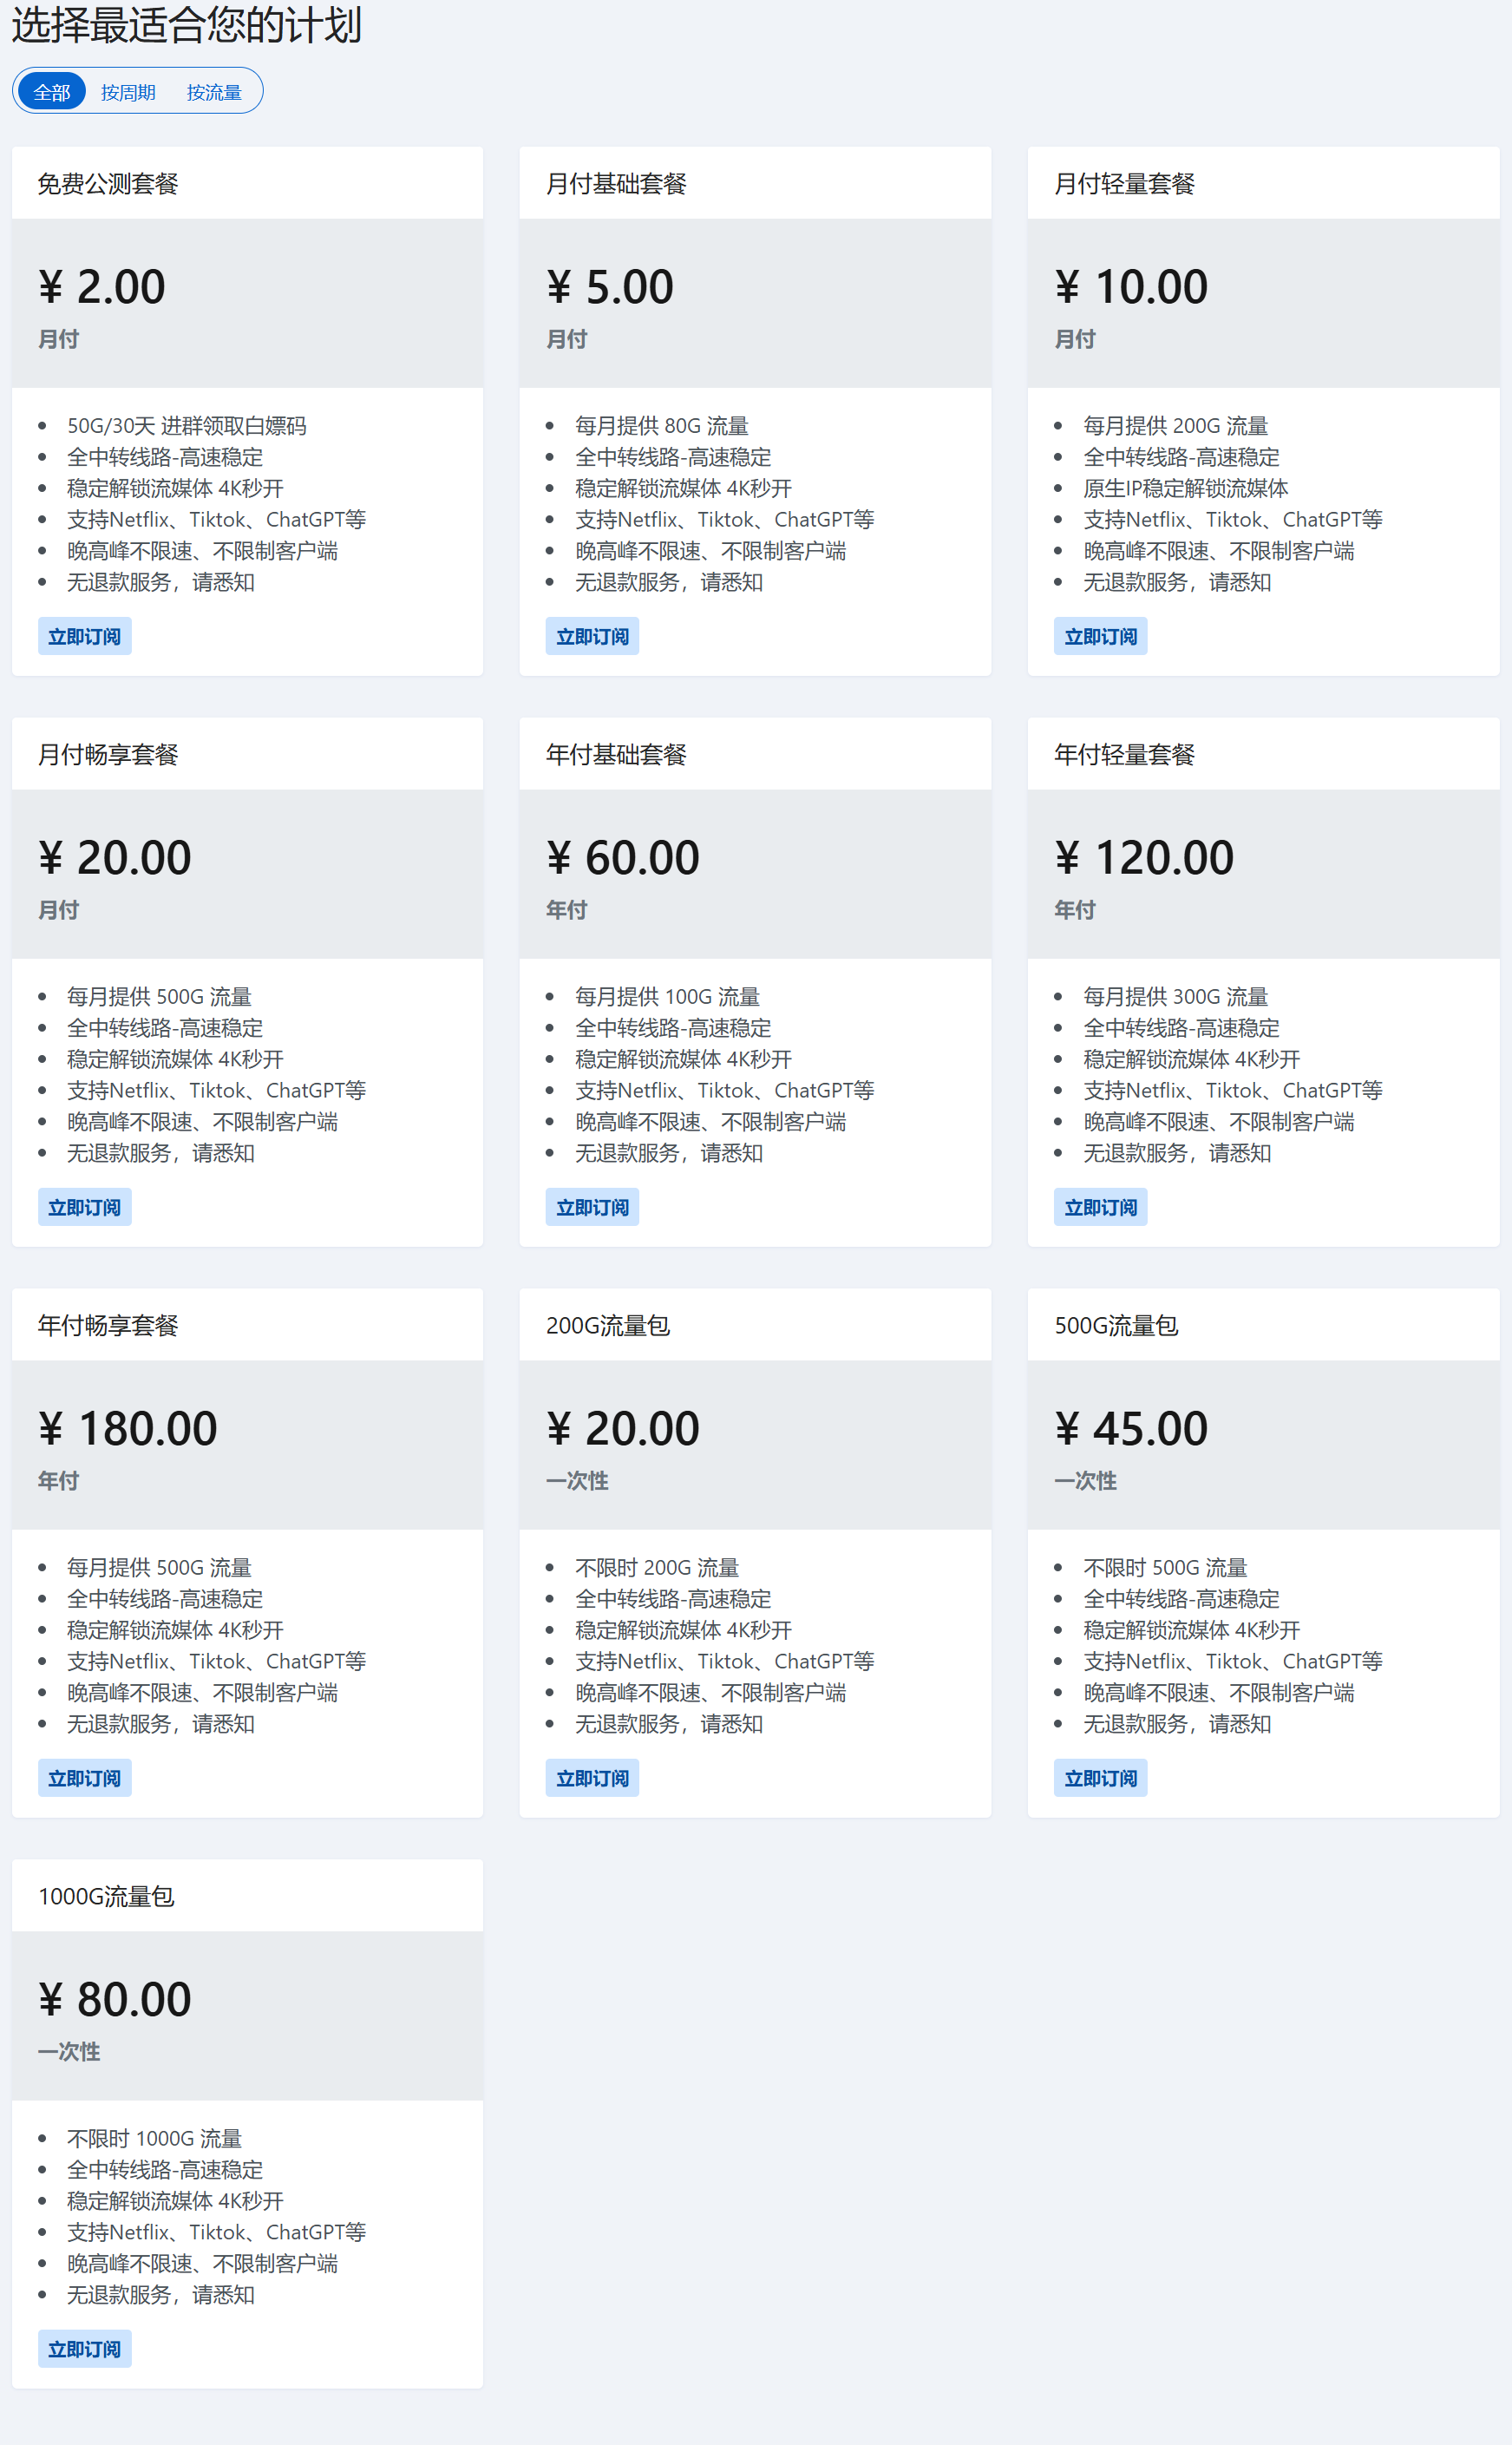 选择最适合您的计划
全部 按周期 按流量
免费公测套餐
¥ 2.00
月付
50G/30天 进群领取白嫖码
全中转线路-高速稳定
稳定解锁流媒体 4K秒开
支持Netflix、Tiktok、ChatGPT等
晚高峰不限速、不限制客户端
无退款服务，请悉知
立即订阅
月付基础套餐
¥ 5.00
月付
每月提供 80G 流量
全中转线路-高速稳定
稳定解锁流媒体 4K秒开
支持Netflix、Tiktok、ChatGPT等
晚高峰不限速、不限制客户端
无退款服务，请悉知
立即订阅
月付轻量套餐
¥ 10.00
月付
每月提供 200G 流量
全中转线路-高速稳定
原生IP稳定解锁流媒体
支持Netflix、Tiktok、ChatGPT等
晚高峰不限速、不限制客户端
无退款服务，请悉知
立即订阅
月付畅享套餐
¥ 20.00
月付
每月提供 500G 流量
全中转线路-高速稳定
稳定解锁流媒体 4K秒开
支持Netflix、Tiktok、ChatGPT等
晚高峰不限速、不限制客户端
无退款服务，请悉知
立即订阅
年付基础套餐
¥ 60.00
年付
每月提供 100G 流量
全中转线路-高速稳定
稳定解锁流媒体 4K秒开
支持Netflix、Tiktok、ChatGPT等
晚高峰不限速、不限制客户端
无退款服务，请悉知
立即订阅
年付轻量套餐
¥ 120.00
年付
每月提供 300G 流量
全中转线路-高速稳定
稳定解锁流媒体 4K秒开
支持Netflix、Tiktok、ChatGPT等
晚高峰不限速、不限制客户端
无退款服务，请悉知
立即订阅
年付畅享套餐
¥ 180.00
年付
每月提供 500G 流量
全中转线路-高速稳定
稳定解锁流媒体 4K秒开
支持Netflix、Tiktok、ChatGPT等
晚高峰不限速、不限制客户端
无退款服务，请悉知
立即订阅
200G流量包
¥ 20.00
一次性
不限时 200G 流量
全中转线路-高速稳定
稳定解锁流媒体 4K秒开
支持Netflix、Tiktok、ChatGPT等
晚高峰不限速、不限制客户端
无退款服务，请悉知
立即订阅
500G流量包
¥ 45.00
一次性
不限时 500G 流量
全中转线路-高速稳定
稳定解锁流媒体 4K秒开
支持Netflix、Tiktok、ChatGPT等
晚高峰不限速、不限制客户端
无退款服务，请悉知
立即订阅
1000G流量包
¥ 80.00
一次性
不限时 1000G 流量
全中转线路-高速稳定
稳定解锁流媒体 4K秒开
支持Netflix、Tiktok、ChatGPT等
晚高峰不限速、不限制客户端
无退款服务，请悉知
立即订阅